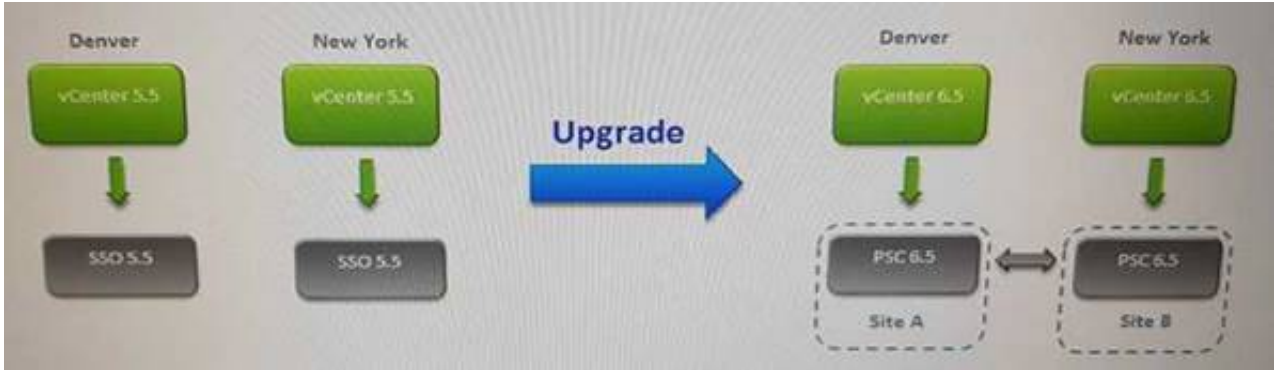 Denver
New York
vCenter 5.5
vCenter 5.5
SSO 5.5
SSO 5.5
Upgrade
Denver
New York
vCenter 6.5
vCenter 6.5
PSC 6.5
PSC 6.5
Site A
Site B